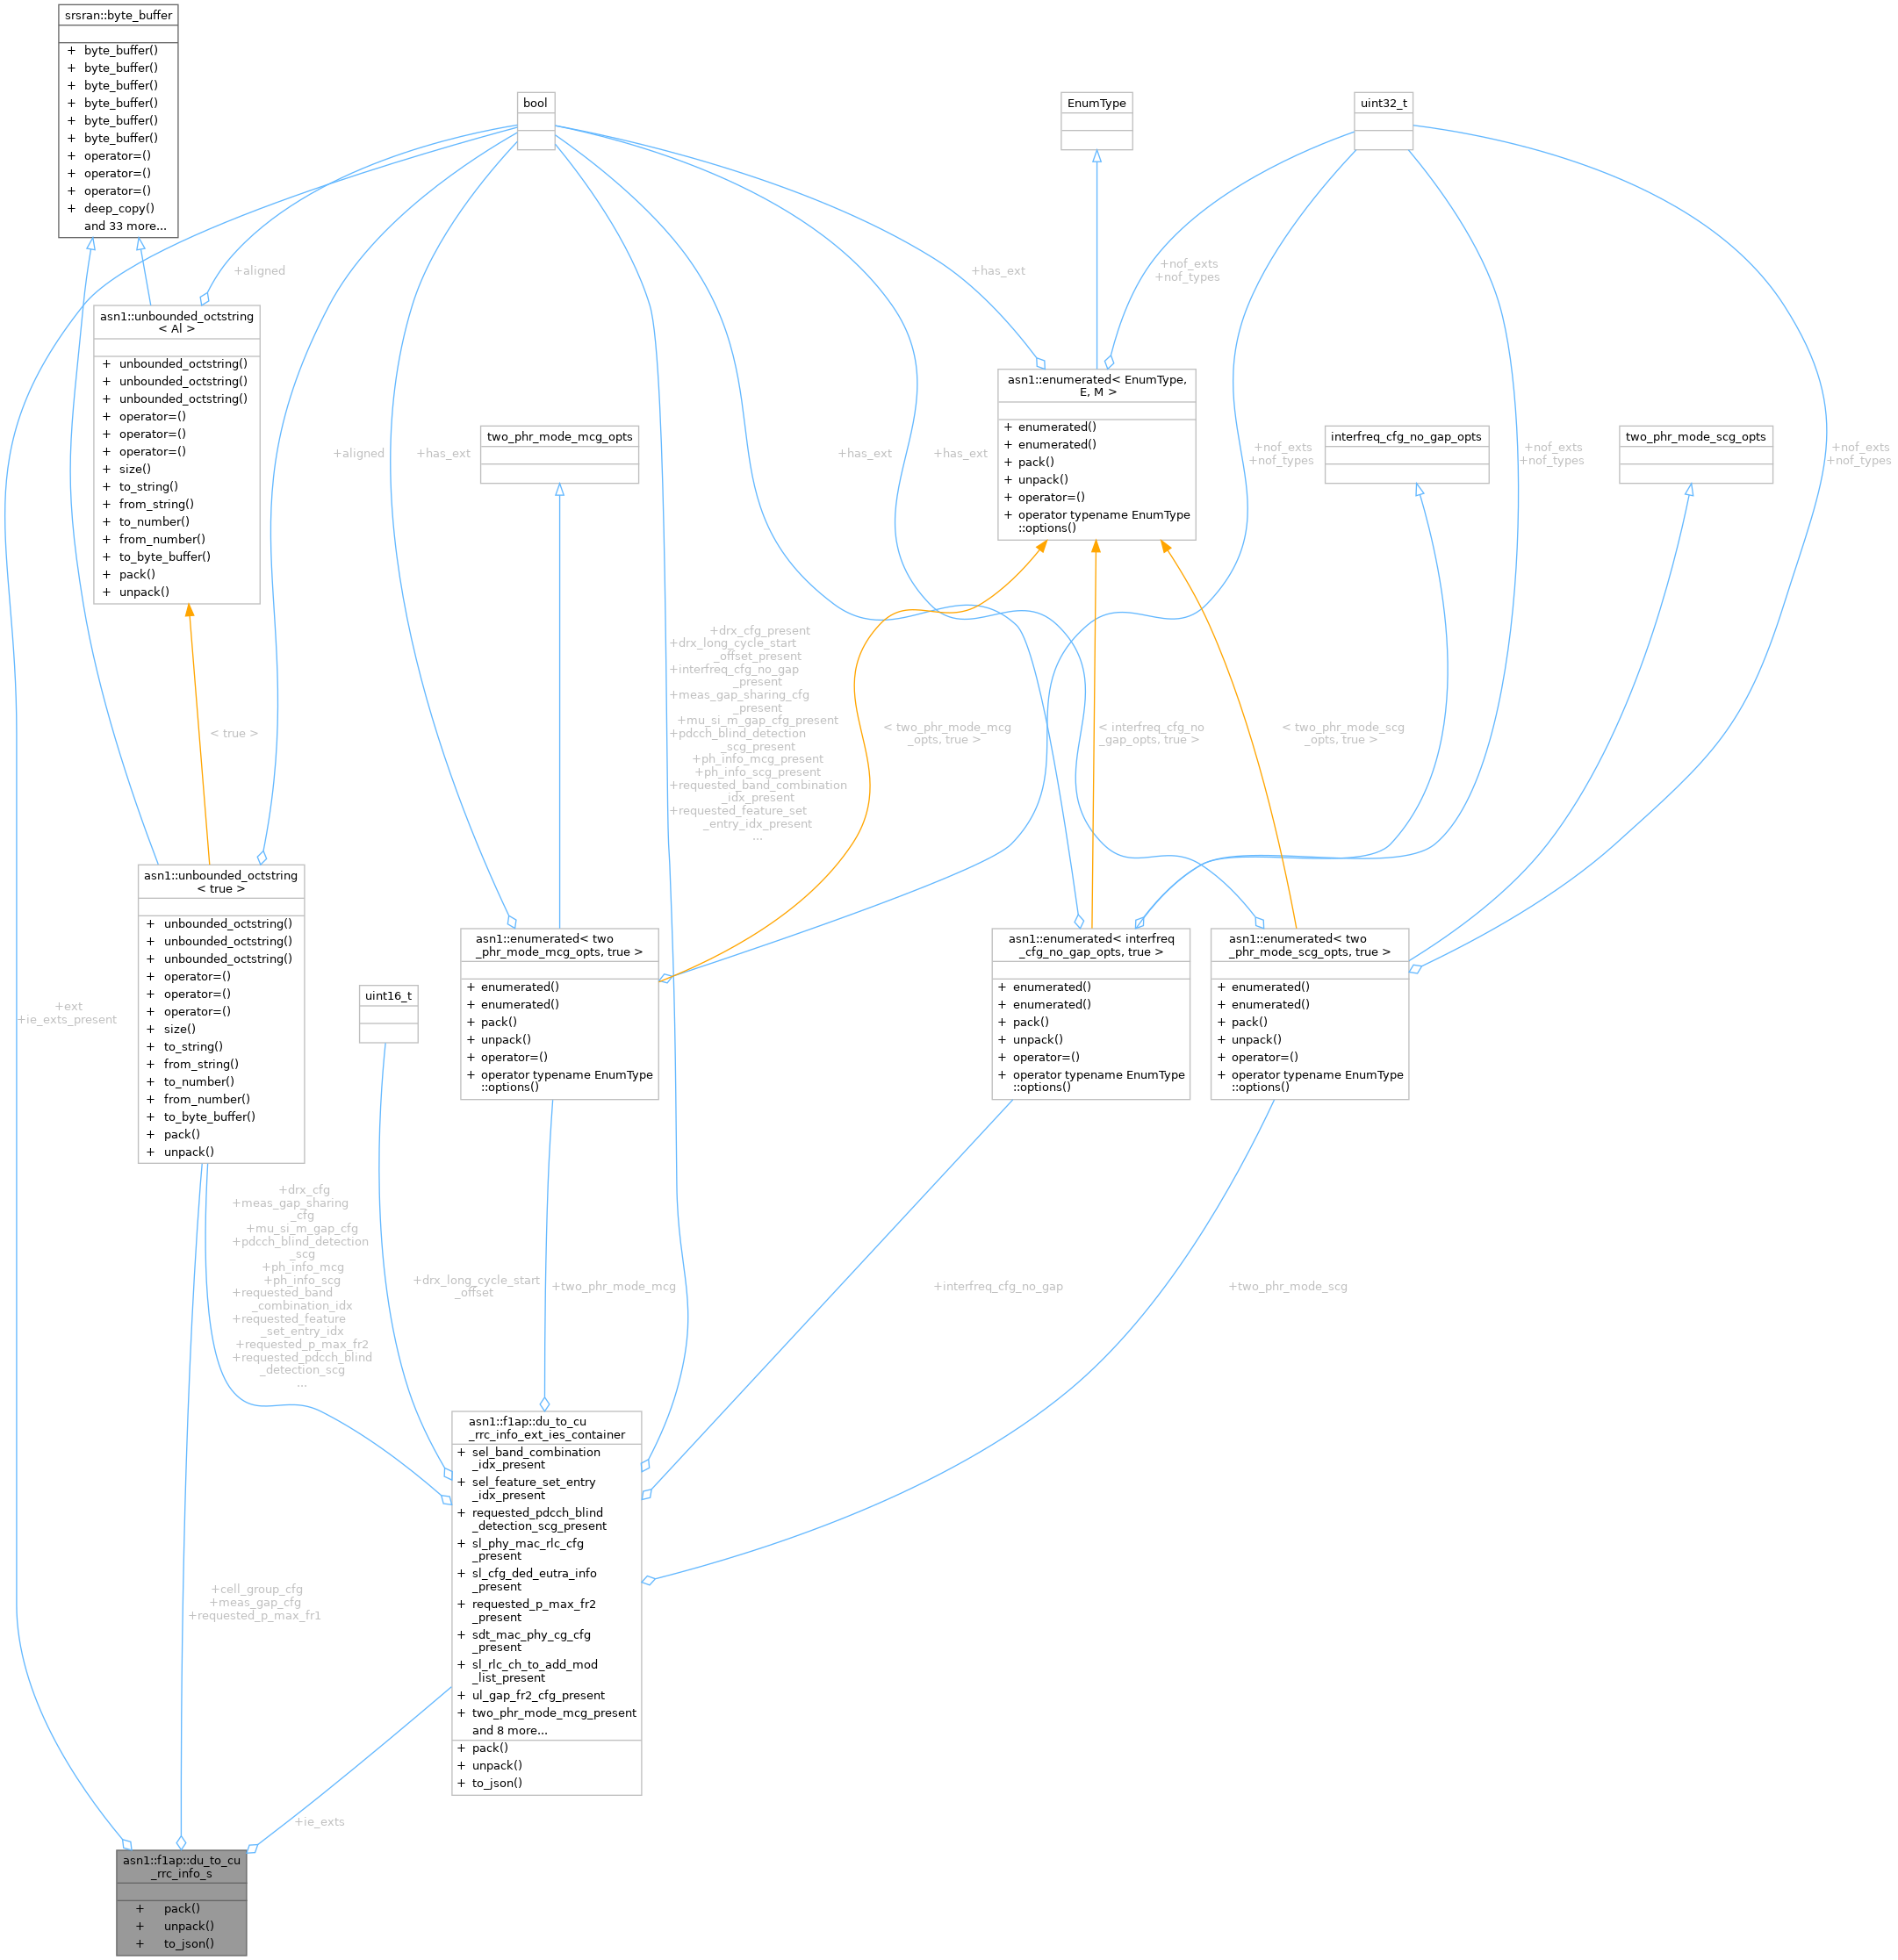 srsran::byte_buffer
+ byte_buffer()
+ byte_buffer()
+ byte_buffer()
+ byte_buffer()
+ byte_buffer()
+ byte_buffer()
+ operator=()
+ operator=()
+ operator=()
+ deep_copy()
and 33 more...
bool
EnumType
uint32_t
+aligned
+has_ext
+nof_exts
+nof_types
asn1::unbounded_octstring
< Al >
+ unbounded_octstring()
+ unbounded_octstring()
+ unbounded_octstring()
+ operator=()
+ operator=()
+ operator=()
+ size()
+ to_string()
+ from_string()
+ to_number()
+ from_number()
+ to_byte_buffer()
+ pack()
+ unpack()
asn1::enumerated< EnumType,
E, M >
+ enumerated()
+ enumerated()
+ pack()
+ unpack()
+ operator=()
+ operator typename EnumType
::options()
+aligned
+has_ext
two_phr_mode_mcg_opts
+has_ext
+has_ext
+nof_exts
+nof_types
interfreq_cfg_no_gap_opts
+nof_exts
+nof_types
two_phr_mode_scg_opts
+nof_exts
+nof_types
< true >
+drx_cfg_present
+drx_long_cycle_start
_offset_present
+interfreq_cfg_no_gap
_present
+meas_gap_sharing_cfg
_present
+mu_si_m_gap_cfg_present
+pdcch_blind_detection
_scg_present
+ph_info_mcg_present
+ph_info_scg_present
+requested_band_combination
_idx_present
+requested_feature_set
_entry_idx_present
...
< two_phr_mode_mcg
_opts, true >
< interfreq_cfg_no
_gap_opts, true >
< two_phr_mode_scg
_opts, true >
asn1::unbounded_octstring
< true >
+ unbounded_octstring()
+ unbounded_octstring()
+ unbounded_octstring()
+ operator=()
+ operator=()
+ operator=()
+ size()
+ to_string()
+ from_string()
+ to_number()
+ from_number()
+ to_byte_buffer()
+ pack()
+ unpack()
asn1::enumerated< two
_phr_mode_mcg_opts, true >
+ enumerated()
+ enumerated()
+ pack()
+ unpack()
+ operator=()
+ operator typename EnumType
::options()
asn1::enumerated< interfreq
_cfg_no_gap_opts, true >
+ enumerated()
+ enumerated()
+ pack()
+ unpack()
+ operator=()
+ operator typename EnumType
::options()
asn1::enumerated< two
_phr_mode_scg_opts, true >
+ enumerated()
+ enumerated()
+ pack()
+ unpack()
+ operator=()
+ operator typename EnumType
::options()
uint16_t
+ext
+ie_exts_present
+drx_cfg
+meas_gap_sharing
_cfg
+mu_si_m_gap_cfg
+pdcch_blind_detection
_scg
+ph_info_mcg
+ph_info_scg
+requested_band
_combination_idx
+requested_feature
_set_entry_idx
+requested_p_max_fr2
+requested_pdcch_blind
_detection_scg
...
+drx_long_cycle_start
_offset
+two_phr_mode_mcg
+interfreq_cfg_no_gap
+two_phr_mode_scg
asn1::f1ap::du_to_cu
_rrc_info_ext_ies_container
+ sel_band_combination
_idx_present
+ sel_feature_set_entry
_idx_present
+ requested_pdcch_blind
_detection_scg_present
+ sl_phy_mac_rlc_cfg
_present
+ sl_cfg_ded_eutra_info
_present
+ requested_p_max_fr2
_present
+ sdt_mac_phy_cg_cfg
_present
+ sl_rlc_ch_to_add_mod
_list_present
+ ul_gap_fr2_cfg_present
+ two_phr_mode_mcg_present
and 8 more...
+ pack()
+ unpack()
+ to_json()
+cell_group_cfg
+meas_gap_cfg
+requested_p_max_fr1
+ie_exts
asn1::f1ap::du_to_cu
_rrc_info_s
+ pack()
+ unpack()
+ to_json()